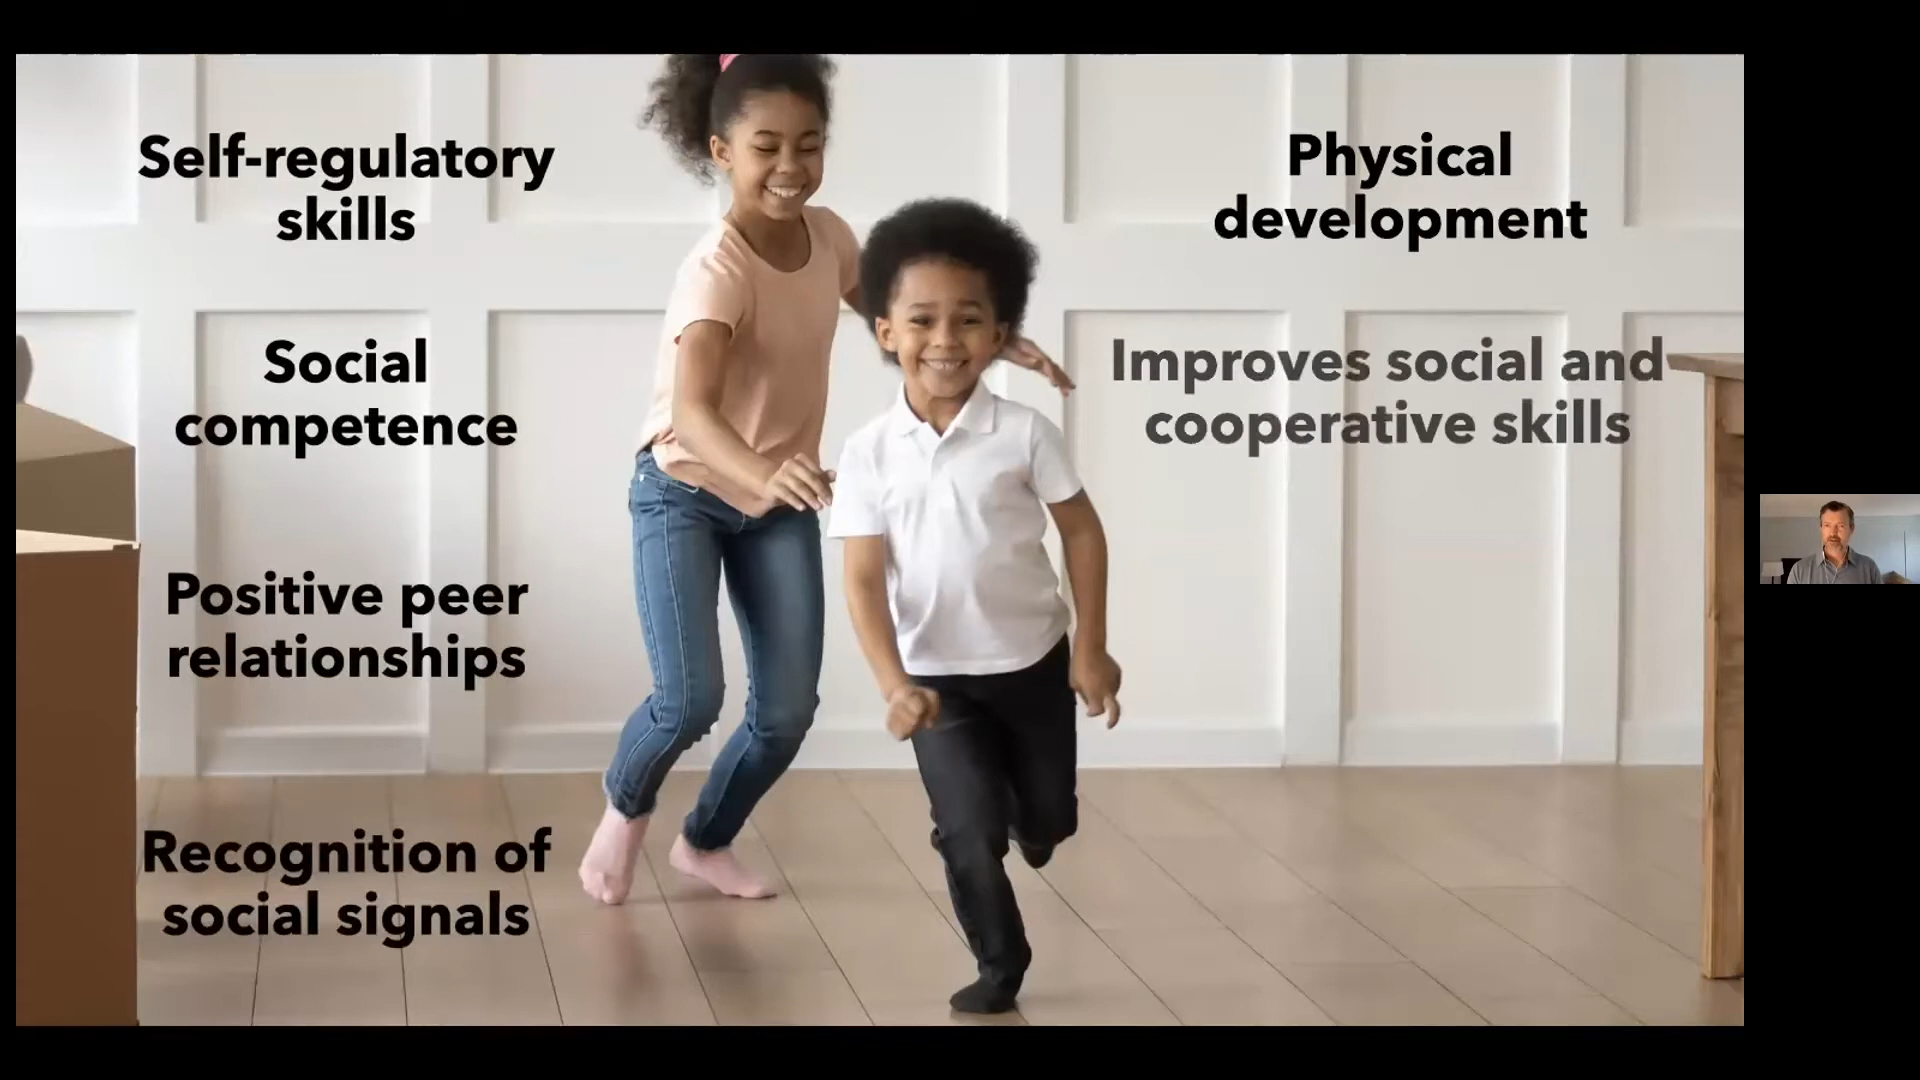 Self-regulatory
skills
Social
competence
Positive peer
relationships
Recognition of
social signals
Physical
development
Improves social and
cooperative skills